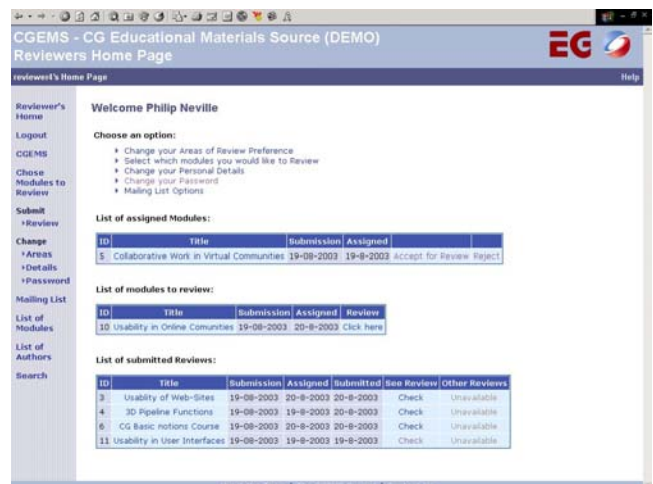 CGEMS - CG Educational Materials Source (DEMO)
Reviewers Home Page
EG
reviewer4's Home Page
Help
Reviewer's
Home
Logout
CGEMS
Chose
Modules to
Review
Submit
Review
Change
Areas
Details
Password
Mailing List
List of
Modules
List of
Authors
Search
Welcome Philip Neville
Choose an option:
Change your Areas of Review Preference
Select which modules you would like to Review
Change your Personal Details
Change your Password
Mailing List Options
List of assigned Modules:
ID Title Submission Assigned
5 Collaborative Work in Virtual Communities 19-08-2003 19-8-2003 Accept for Review Reject
List of modules to review:
ID Title Submission Assigned Review
10 Usability in Online Comunities 19-08-2003 20-8-2003 Click here
List of submitted Reviews:
ID Title Submission Assigned Submitted See Review Other Reviews
3 Usablity of Web-Sites 19-08-2003 20-8-2003 20-8-2003 Check Unavailable
4 3D Pipeline Functions 19-08-2003 19-8-2003 20-8-2003 Check Unavailable
6 CG Basic notions Course 19-08-2003 19-8-2003 20-8-2003 Check Unavailable
11 Usability in User Interfaces 19-08-2003 19-8-2003 19-8-2003 Check Unavailable